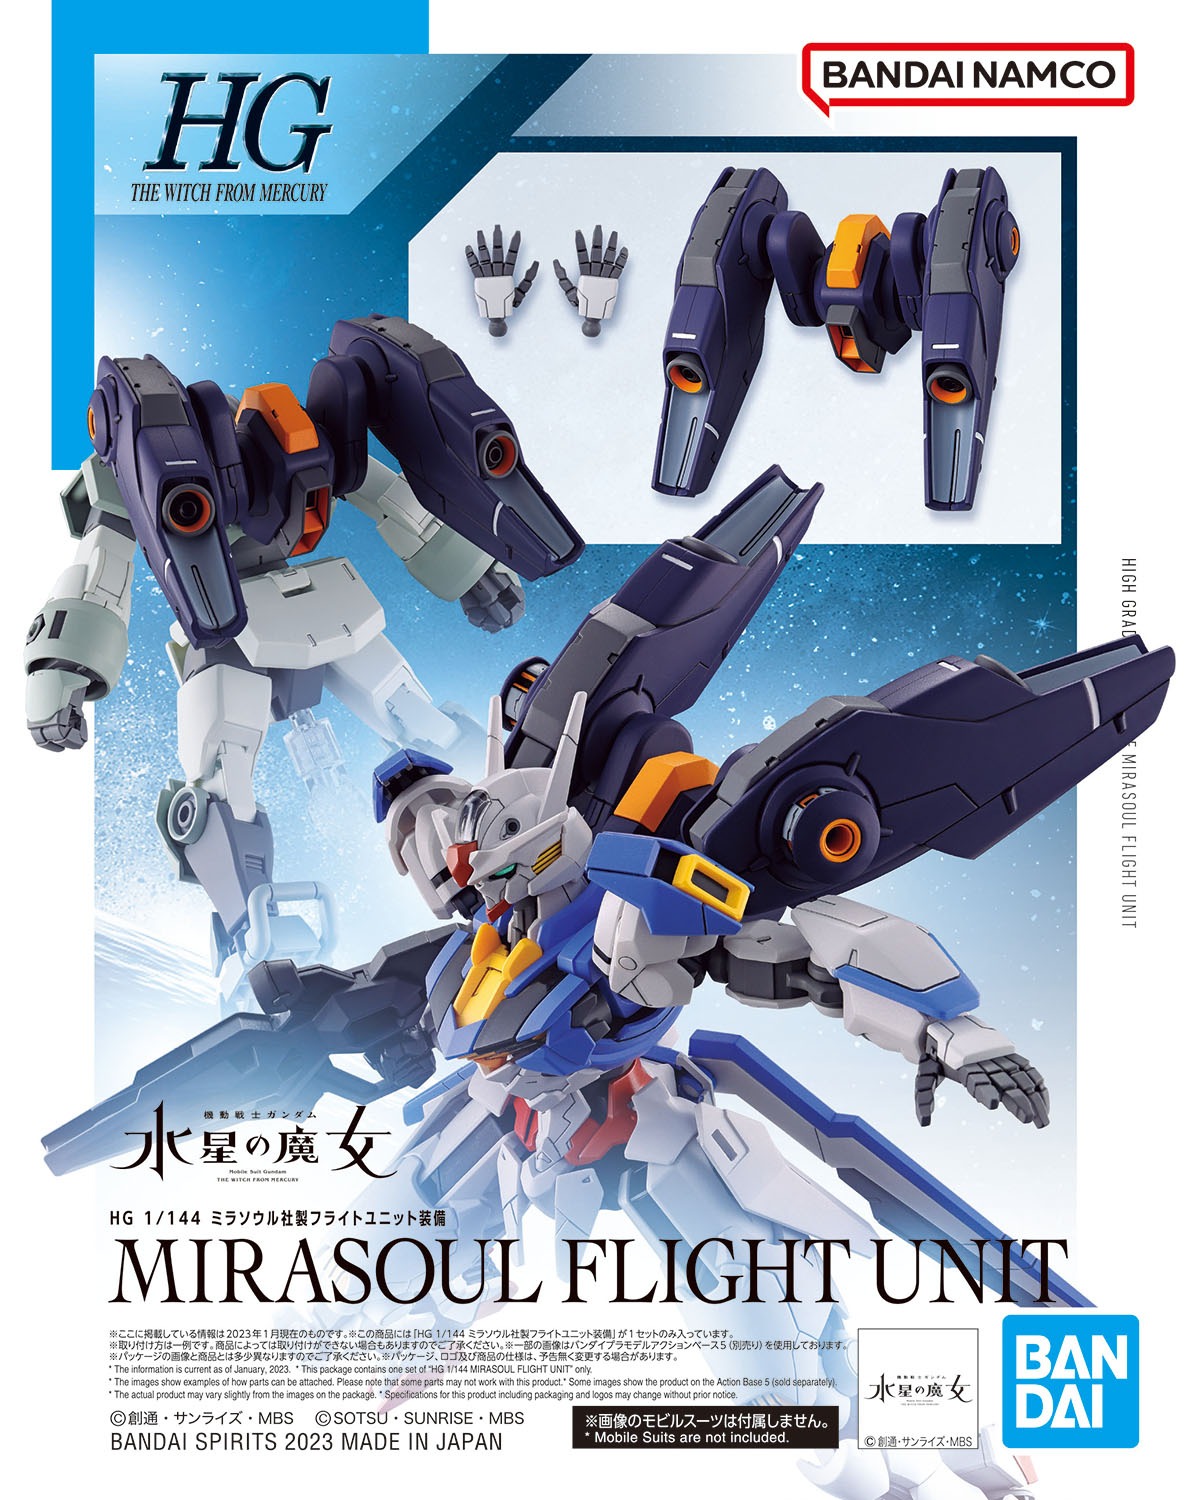 HG
THE WITCH FROM MERCURY
BANDAI NAMCO
HIGH GRAD
E MIRASOUL FLIGHT UNIT
機動戦士ガンダム
水星の魔女
Mobile Suit Gundam
THE WITCH FROM MERCURY
HG 1/144 ミラソウル社製フライトユニット装備
MIRASOUL FLIGHT UNIT
※ここに掲載している情報は2023年1月現在のものです。※この商品には「HG 1/144 ミラソウル社製フライトユニット装備」が1セットのみ入っています。
※取り付け方は一例です。商品によっては取り付けができない場合もありますのでご了承ください。※一部の画像はバンダイプラモデルアクションベース5(別売り)を使用しております。
※パッケージの画像と商品とは多少異なりますのでご了承ください。※パッケージ、ロゴ及び商品の仕様は、予告無く変更する場合があります。
* The information is current as of January, 2023. * This package contains one set of "HG 1/144 MIRASOUL FLIGHT UNIT" only.
* The images show examples of how parts can be attached. Please note that some parts may not work with this product.* Some images show the product on the Action Base 5 (sold separately).
* The actual product may vary slightly from the images on the package. * Specifications for this product including packaging and logos may change without prior notice.
©創通・サンライズ・MBS ©SOTSU・SUNRISE・MBS
BANDAI SPIRITS 2023 MADE IN JAPAN
※画像のモビルスーツは付属しません。
* Mobile Suits are not included.
機動戦士ガンダム
水星の魔女
©創通・サンライズ・MBS
BAN
DAI